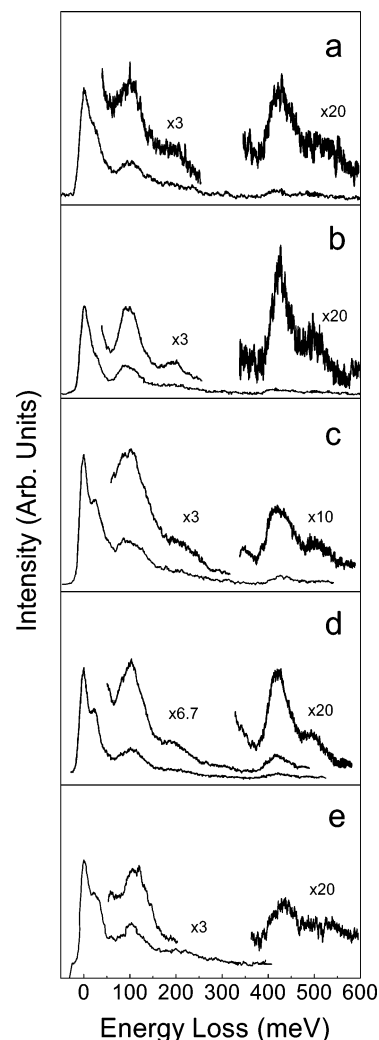 a
x3
x20
b
x3
x20
c
x3
x10
d
x6.7
x20
e
x3
x20
Intensity (Arb. Units)
0 100 200 300 400 500 600
Energy Loss (meV)